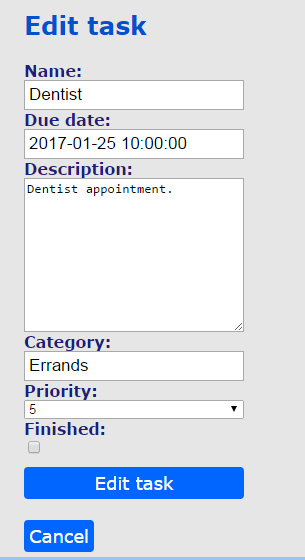 Edit task
Name:
Dentist
Due date:
2017-01-25 10:00:00
Description:
Dentist appointment.
Category:
Errands
Priority:
5
Finished:
Edit task
Cancel